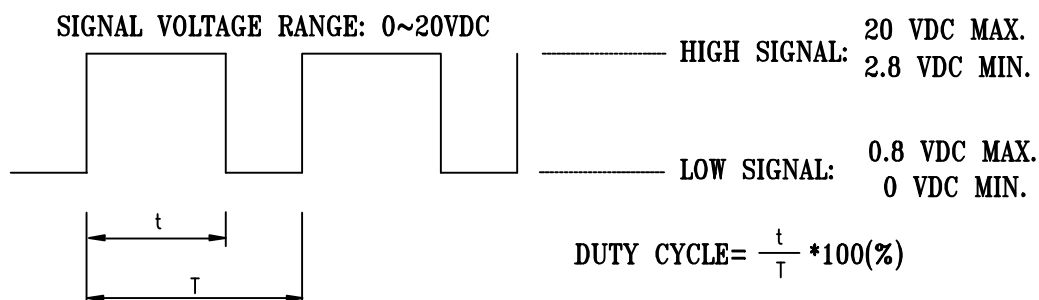 SIGNAL VOLTAGE RANGE: 0~20VDC
HIGH SIGNAL: 20 VDC MAX.
2.8 VDC MIN.
LOW SIGNAL: 0.8 VDC MAX.
0 VDC MIN.
t
T
DUTY CYCLE= t/T *100(%)